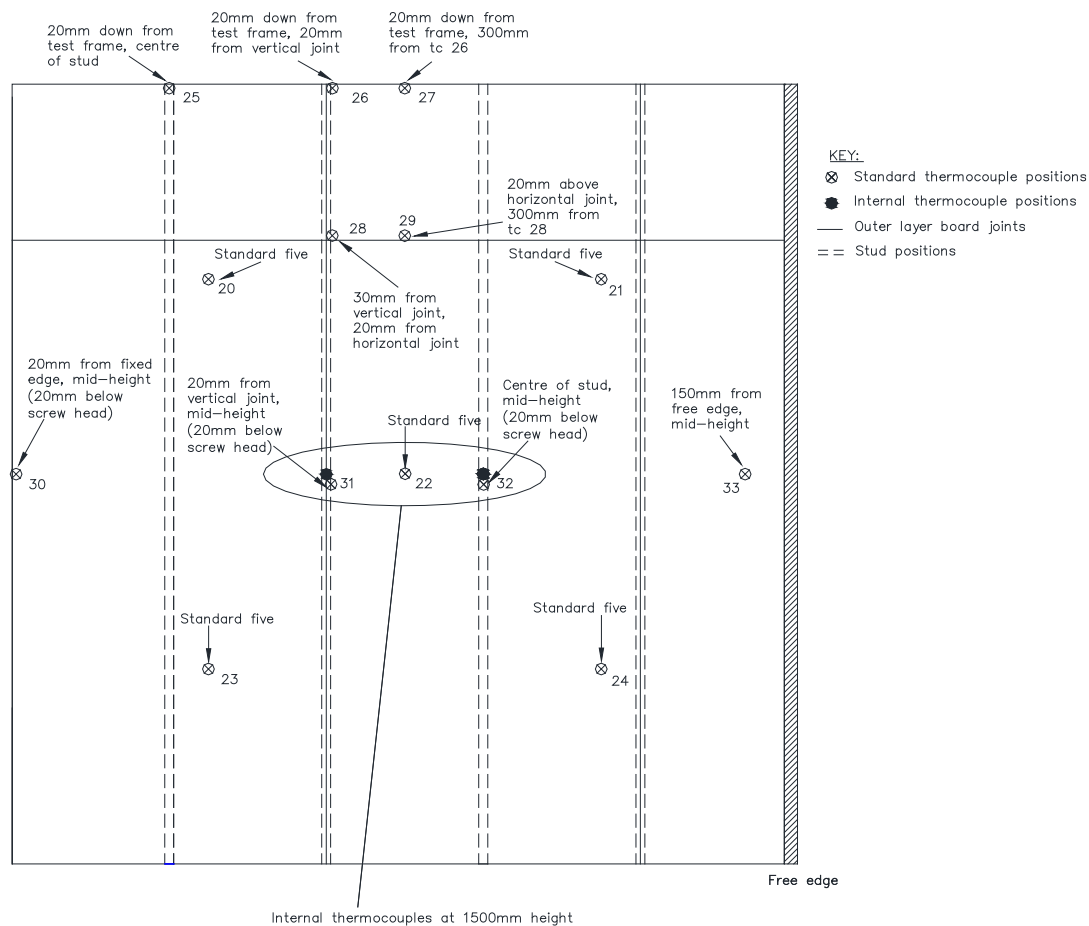 20mm down from
test frame, centre
of stud
20mm down from
test frame, 20mm
from vertical joint
20mm down from
test frame, 300mm
from tc 26
25
26
27
KEY:
Standard thermocouple positions
Internal thermocouple positions
Outer layer board joints
Stud positions
20mm above
horizontal joint,
300mm from
tc 28
28
29
Standard five
20
Standard five
21
30mm from
vertical joint,
20mm from
horizontal joint
20mm from fixed
edge, mid-height
(20mm below
screw head)
30
20mm from
vertical joint,
mid-height
(20mm below
screw head)
31
Standard five
22
Centre of stud,
mid-height
(20mm below
screw head)
32
150mm from
free edge,
mid-height
33
Standard five
23
Standard five
24
Free edge
Internal thermocouples at 1500mm height